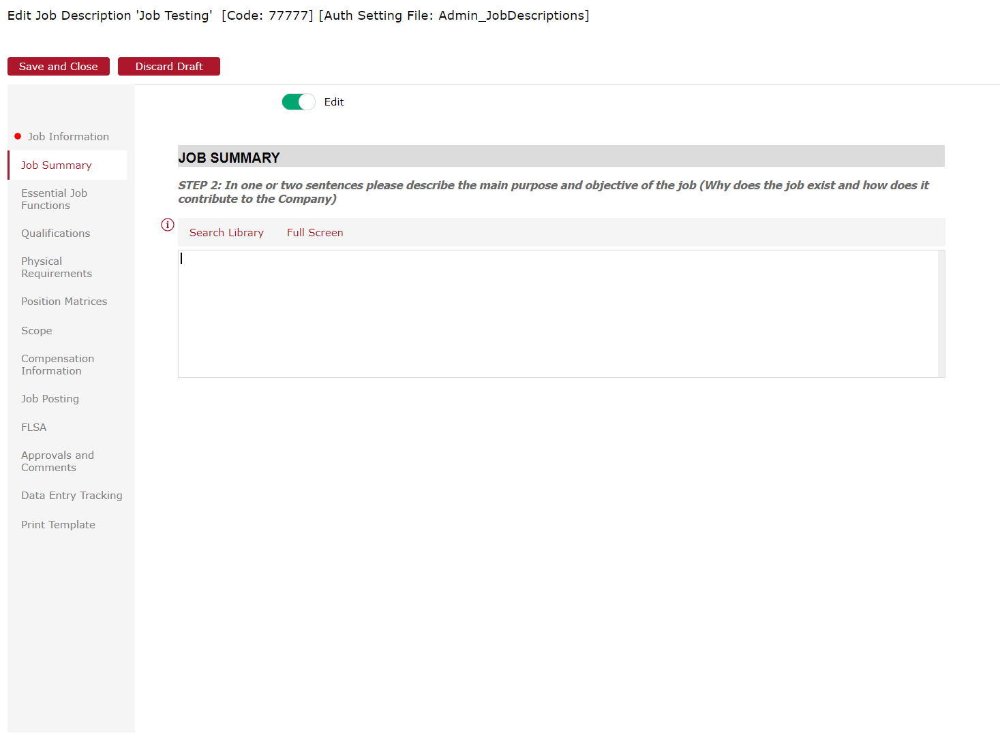 Edit Job Description 'Job Testing' [Code: 77777] [Auth Setting File: Admin_JobDescriptions]
Save and Close
Discard Draft
Edit
Job Information
Job Summary
Essential Job
Functions
Qualifications
Physical
Requirements
Position Matrices
Scope
Compensation
Information
Job Posting
FLSA
Approvals and
Comments
Data Entry Tracking
Print Template
JOB SUMMARY
STEP 2: In one or two sentences please describe the main purpose and objective of the job (Why does the job exist and how does it
contribute to the Company)
Search Library
Full Screen